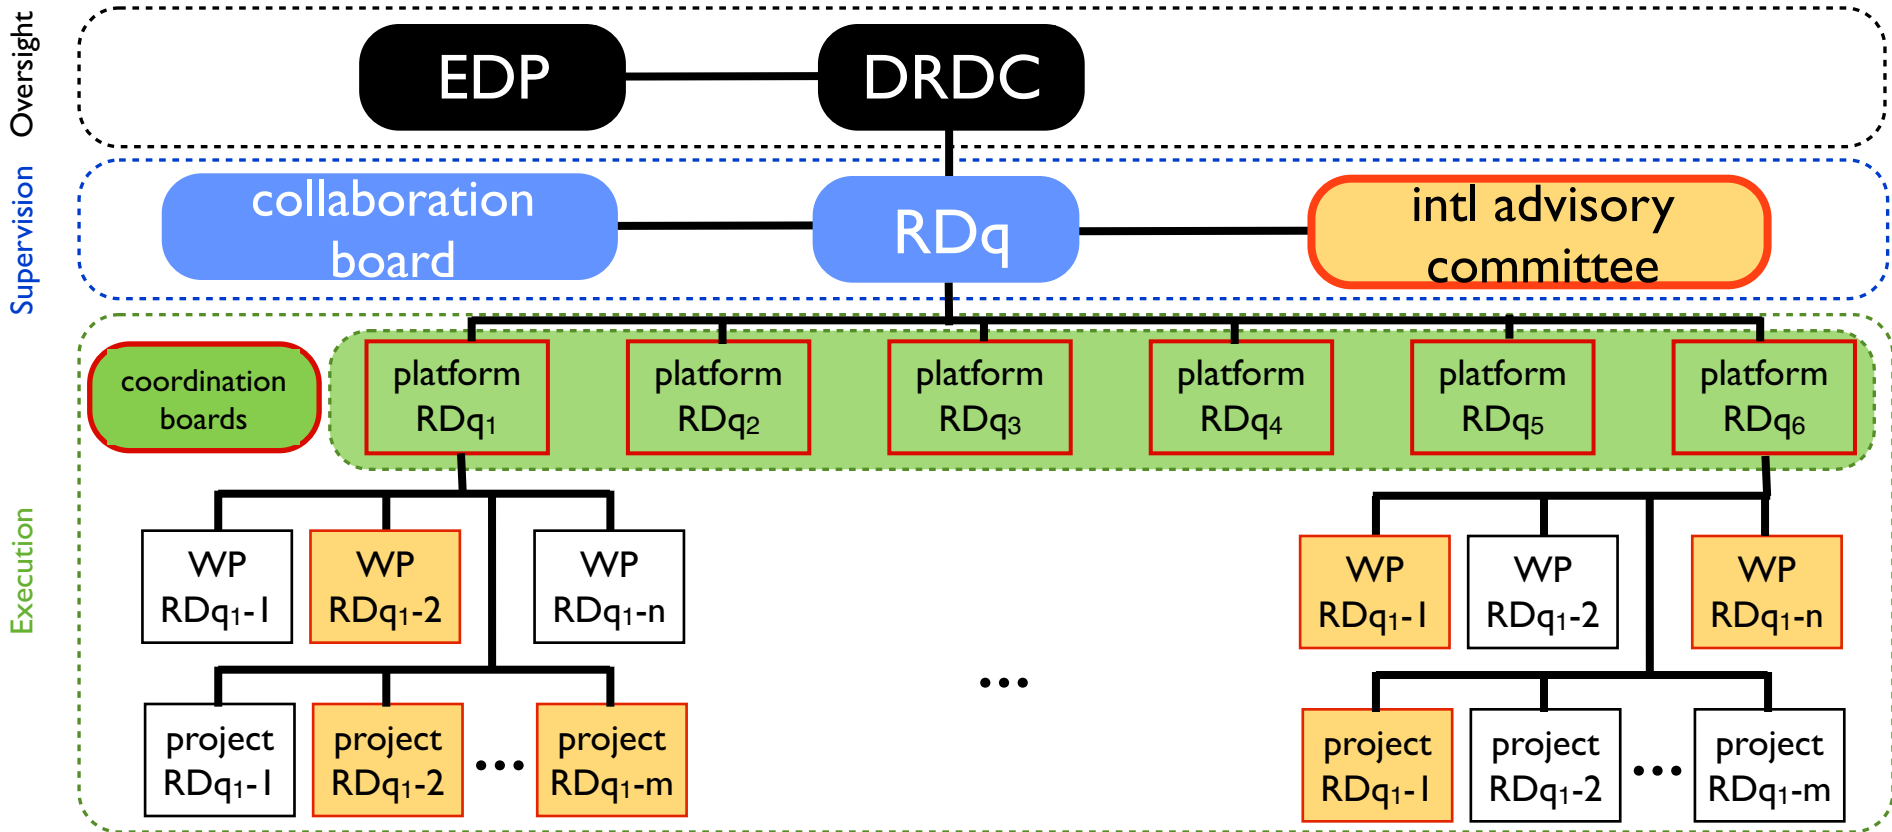 Oversight
EDP
DRDC
Supervision
collaboration
board
RDq
intl advisory
committee
Execution
coordination
boards
platform
RDq1
platform
RDq2
platform
RDq3
platform
RDq4
platform
RDq5
platform
RDq6
WP
RDq1-1
WP
RDq1-2
WP
RDq1-n
WP
RDq1-1
WP
RDq1-2
WP
RDq1-n
...
project
RDq1-1
project
RDq1-2
...
project
RDq1-m
project
RDq1-1
project
RDq1-2
...
project
RDq1-m